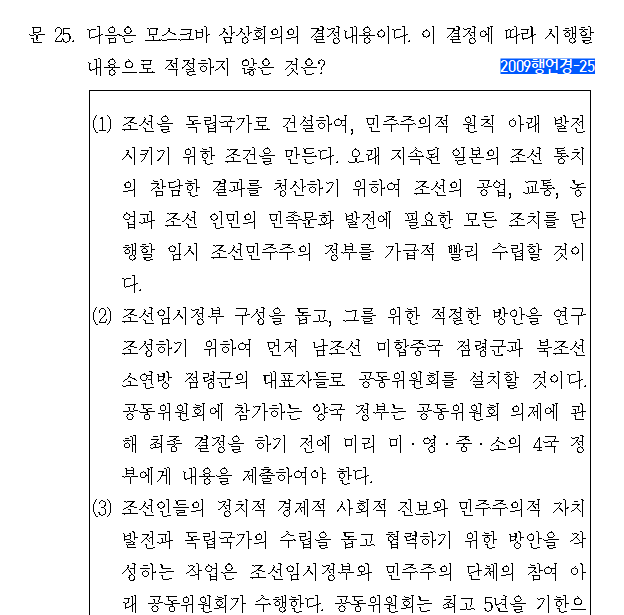 문 25. 다음은 모스크바 삼상회의의 결정내용이다. 이 결정에 따라 시행할
내용으로 적절하지 않은 것은? 2009행언경-25
(1) 조선을 독립국가로 건설하여, 민주주의적 원칙 아래 발전
시키기 위한 조건을 만든다. 오래 지속된 일본의 조선 통치
의 참담한 결과를 청산하기 위하여 조선의 공업, 교통, 농
업과 조선 인민의 민족문화 발전에 필요한 모든 조치를 단
행할 임시 조선민주주의 정부를 가급적 빨리 수립할 것이
다.
(2) 조선임시정부 구성을 돕고, 그를 위한 적절한 방안을 연구
조성하기 위하여 먼저 남조선 미합중국 점령군과 북조선
소연방 점령군의 대표자들로 공동위원회를 설치할 것이다.
공동위원회에 참가하는 양국 정부는 공동위원회 의제에 관
해 최종 결정을 하기 전에 미리 미·영·중·소의 4국 정
부에게 내용을 제출하여야 한다.
(3) 조선인들의 정치적 경제적 사회적 진보와 민주주의적 자치
발전과 독립국가의 수립을 돕고 협력하기 위한 방안을 작
성하는 작업은 조선임시정부와 민주주의 단체의 참여 아
래 공동위원회가 수행한다. 공동위원회는 최고 5년을 기한으